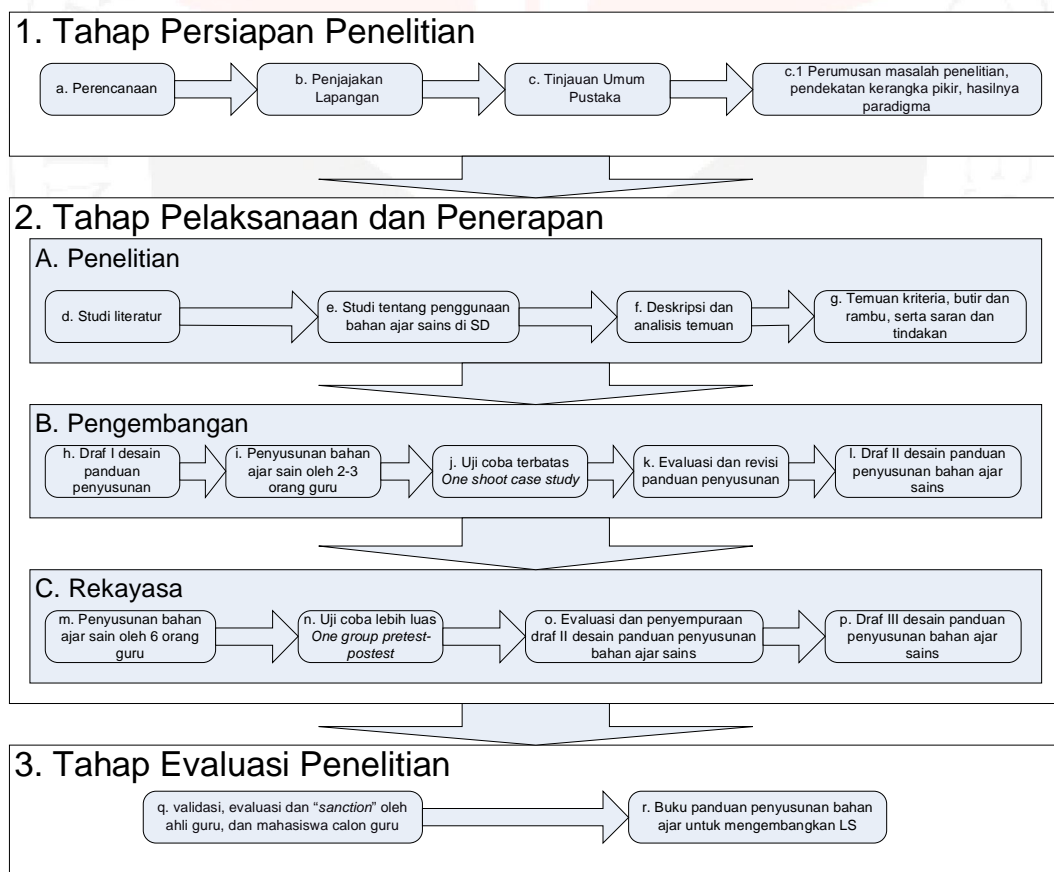 1. Tahap Persiapan Penelitian
a. Perencanaan
b. Penjajakan
Lapangan
c. Tinjauan Umum
Pustaka
c.1 Perumusan masalah penelitian,
pendekatan kerangka pikir, hasilnya
paradigma
2. Tahap Pelaksanaan dan Penerapan
A. Penelitian
d. Studi literatur
e. Studi tentang penggunaan
bahan ajar sains di SD
f. Deskripsi dan
analisis temuan
g. Temuan kriteria, butir dan
rambu, serta saran dan
tindakan
B. Pengembangan
h. Draf I desain
panduan
penyusunan
i. Penyusunan bahan
ajar sain oleh 2-3
orang guru
j. Uji coba terbatas
One shoot case study
k. Evaluasi dan revisi
panduan penyusunan
l. Draf II desain panduan
penyusunan bahan ajar
sains
C. Rekayasa
m. Penyusunan bahan
ajar sain oleh 6 orang
guru
n. Uji coba lebih luas
One group pretest-
postest
o. Evaluasi dan penyempuraan
draf II desain panduan penyusunan
bahan ajar sains
p. Draf III desain panduan
penyusunan bahan ajar
sains
3. Tahap Evaluasi Penelitian
q. validasi, evaluasi dan “sanction” oleh
ahli guru, dan mahasiswa calon guru
r. Buku panduan penyusunan bahan
ajar untuk mengembangkan LS